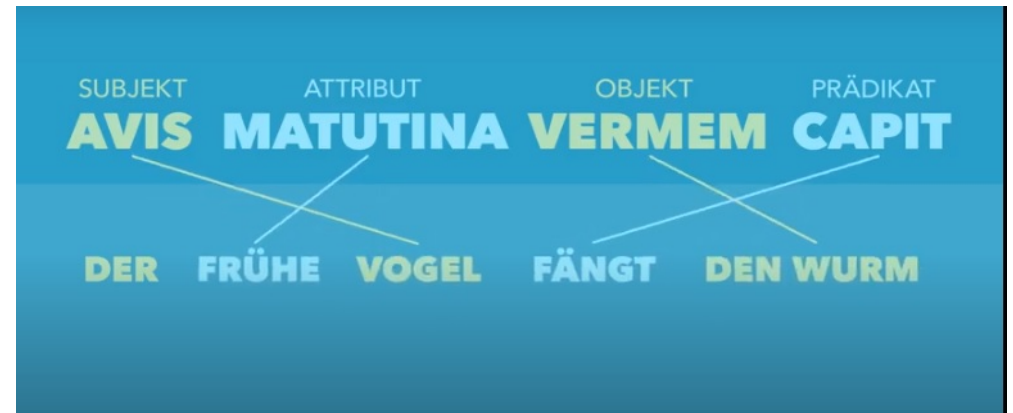 SUBJEKT ATTRIBUT OBJEKT PRÄDIKAT
AVIS MATUTINA VERMEM CAPIT
DER FRÜHE VOGEL FÄNGT DEN WURM